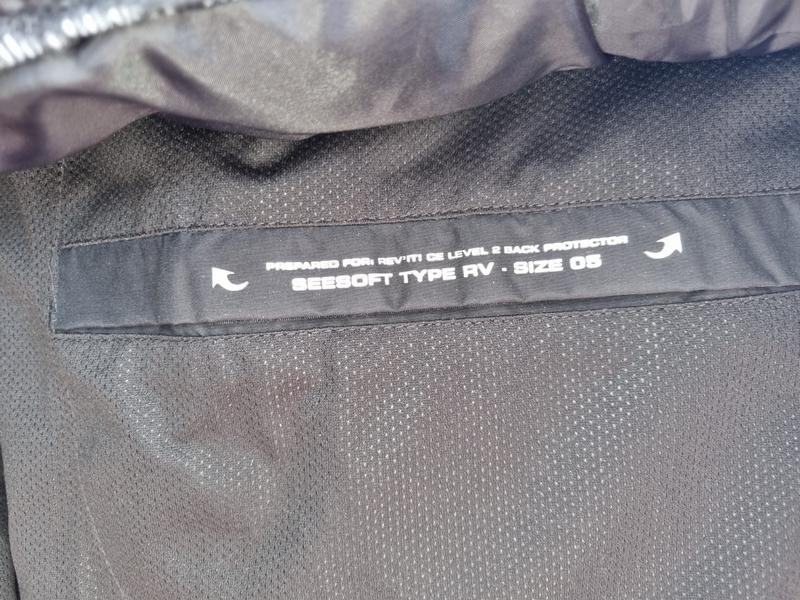 PREPARED FOR: REV'IT! CE LEVEL 2 BACK PROTECTOR
SEESOFT TYPE RV · SIZE 05